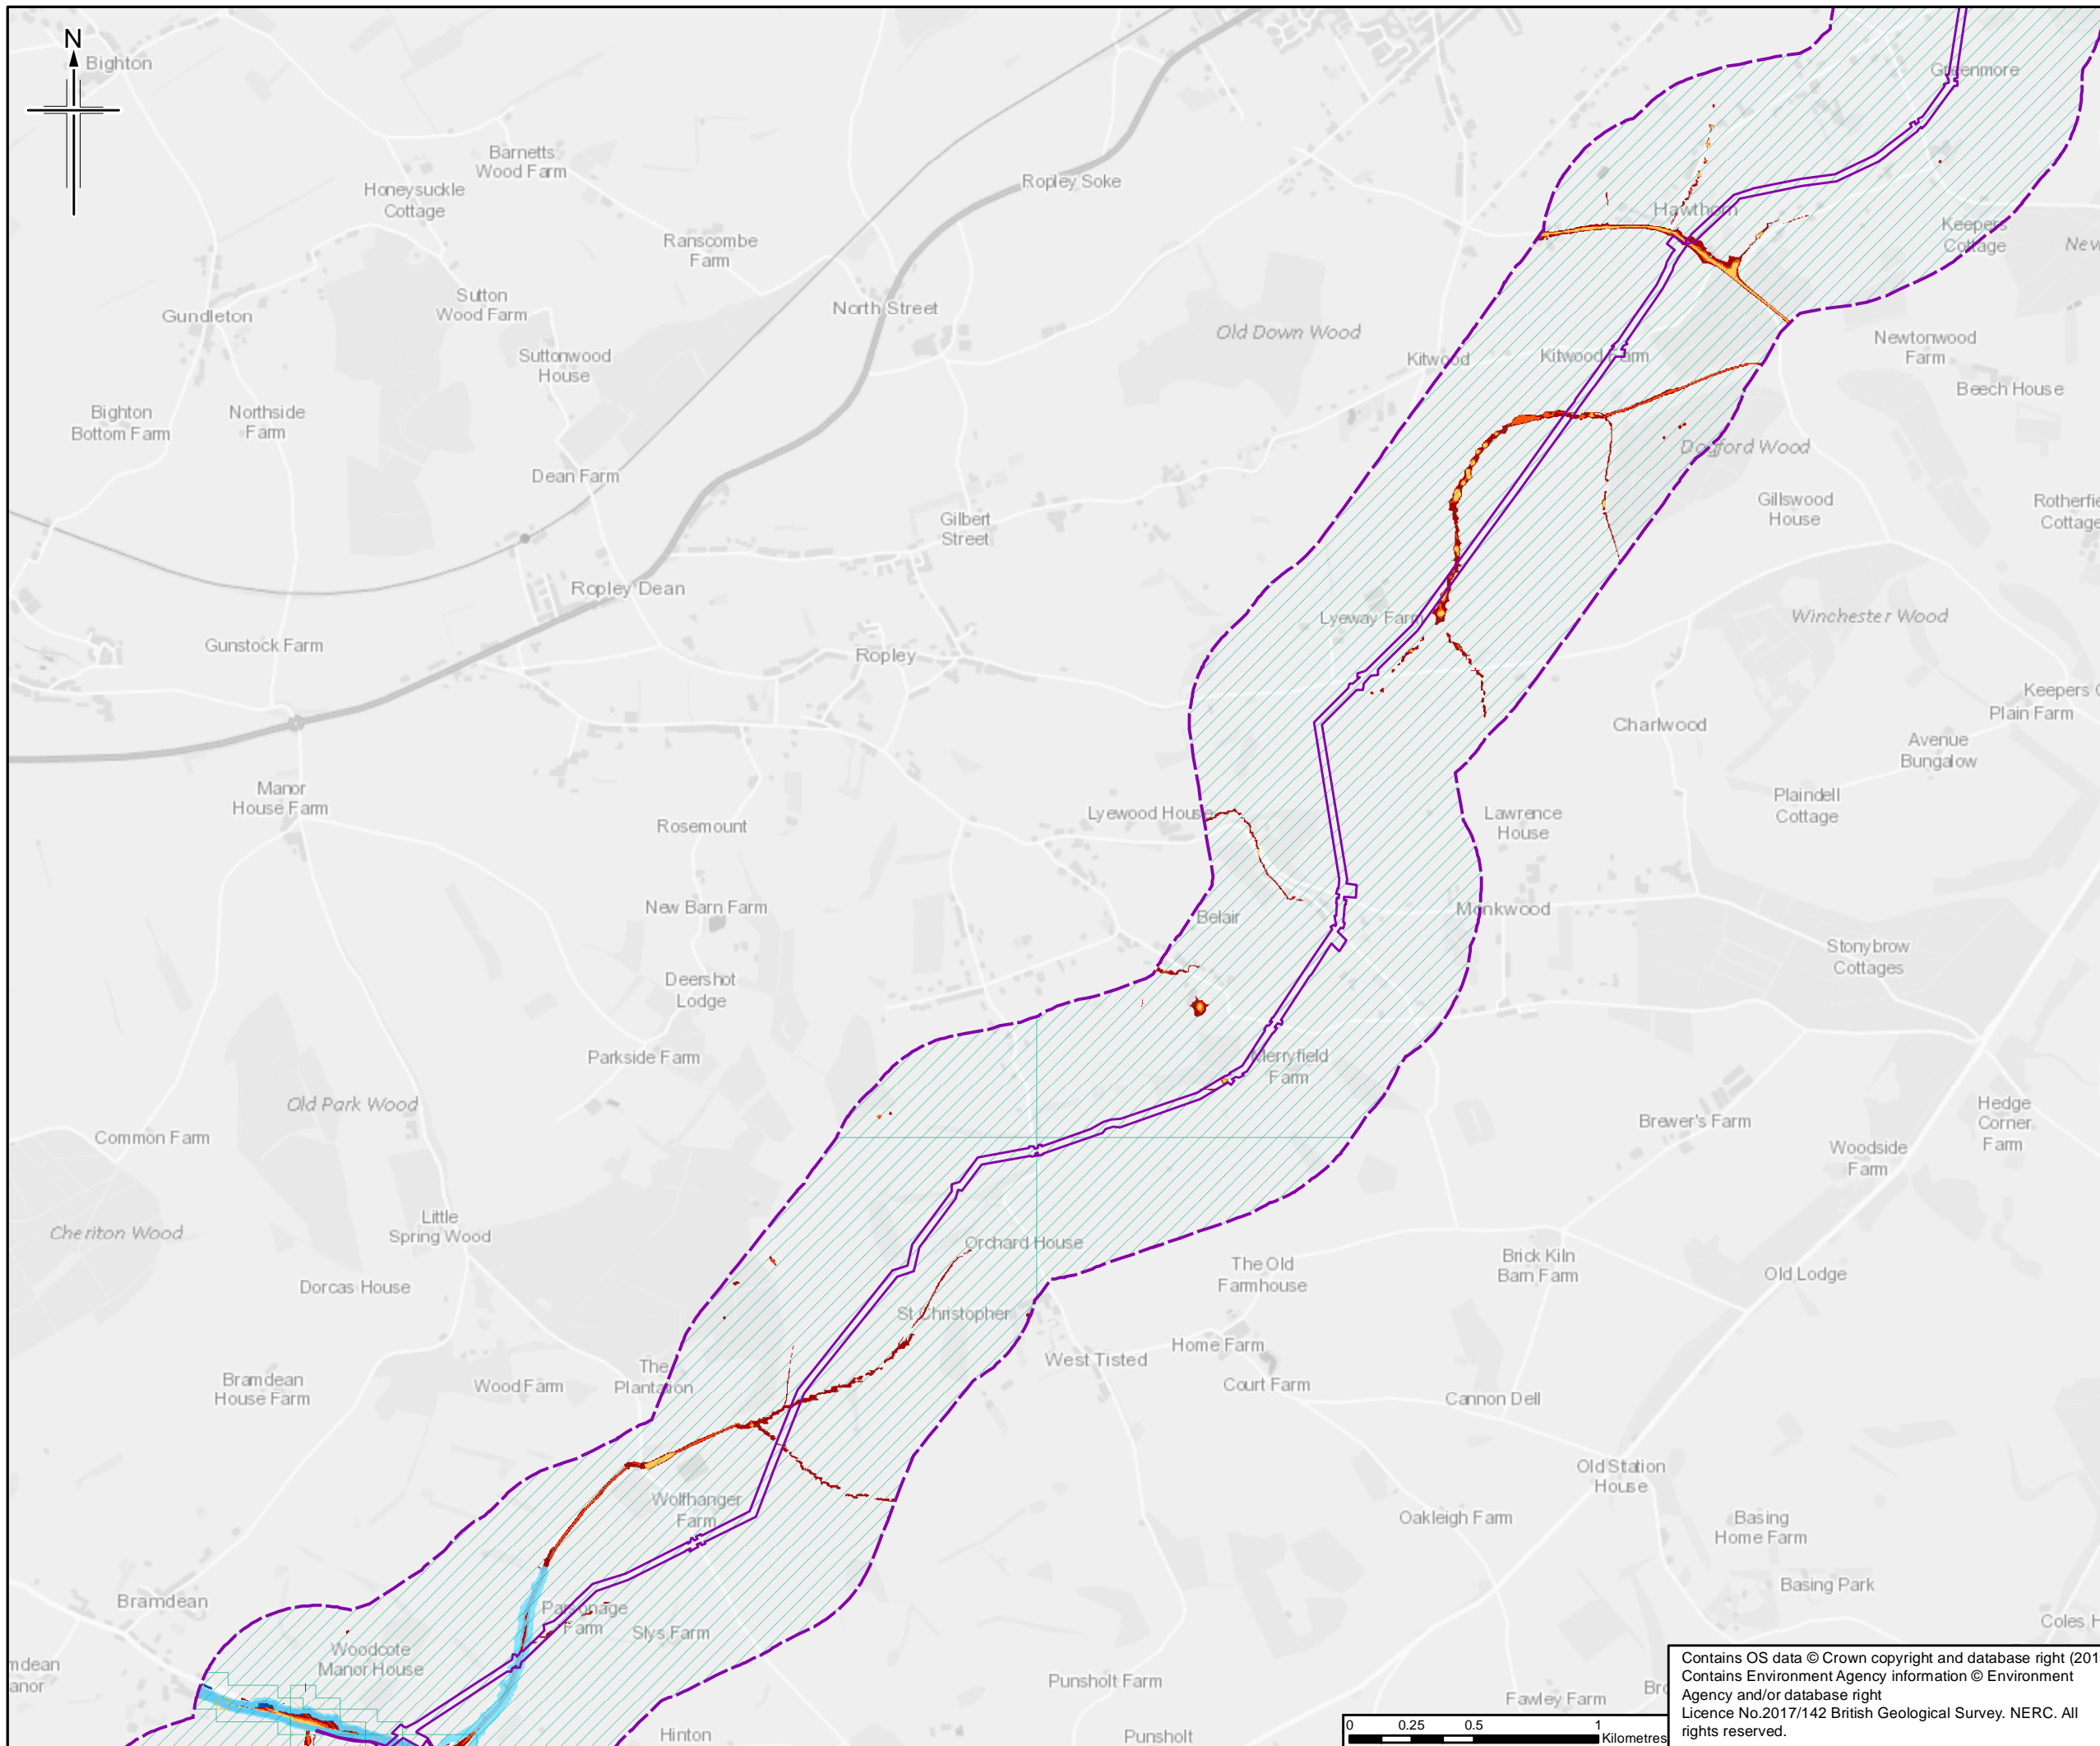 N
Bighton
Greenmore
Barnetts
Wood Farm
Honeysuckle
Cottage
Ropley Soke
Hawthorn
Ranscombe
Farm
Keepers
Cottage
Sutton
Wood Farm
Gundleton
North Street
Old Down Wood
Suttonwood
House
Kitwood
Kitwood Farm
Newtonwood
Farm
Beech House
Bighton
Bottom Farm
Northside
Farm
Dogford Wood
Dean Farm
Gillswood
House
Gilbert
Street
Ropley Dean
Lyeway Farm
Winchester Wood
Gunstock Farm
Ropley
Keepers
Plain Farm
Charlwood
Avenue
Bungalow
Manor
House Farm
Plaindell
Cottage
Lyewood House
Lawrence
House
Rosemount
New Barn Farm
Belair
Monkwood
Stonybrow
Cottages
Deershot
Lodge
Parkside Farm
Merryfield
Farm
Old Park Wood
Hedge
Corner
Farm
Common Farm
Brewer's Farm
Woodside
Farm
Little
Spring Wood
Cheriton Wood
Orchard House
The Old
Farmhouse
Brick Kiln
Barn Farm
Old Lodge
Dorcas House
St Christopher
Home Farm
West Tisted
The
Plantation
Bramdean
House Farm
Wood Farm
Court Farm
Cannon Dell
Old Station
House
Wolfhanger
Farm
Oakleigh Farm
Basing
Home Farm
Basing Park
Bramdean
Parsonage
Farm
Slys Farm
Woodcote
Manor House
Punsholt Farm
Fawley Farm
Hinton
Punsholt
0 0.25 0.5 1
Kilometres
Contains OS data © Crown copyright and database right (201
Contains Environment Agency information © Environment
Agency and/or database right
Licence No.2017/142 British Geological Survey. NERC. All
rights reserved.